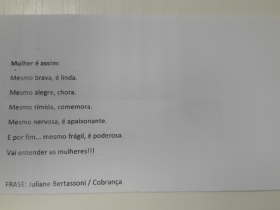 Mulher é assim:
Mesmo brava, é linda.
Mesmo alegre, chora.
Mesmo tímida, comemora.
Mesmo nervosa, é apaixonante.
E por fim... mesmo frágil, é poderosa.
Vai entender as mulheres!!!
FRASE: Juliane Bertassoni / Cobrança